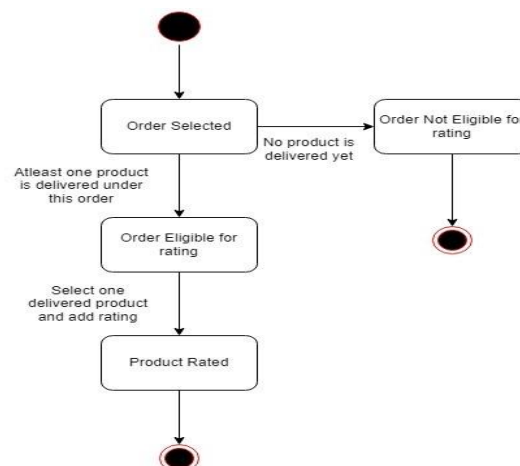 Order Selected
Order Not Eligible for
rating
No product is
delivered yet
Atleast one product
is delivered under
this order
Order Eligible for
rating
Select one
delivered product
and add rating
Product Rated